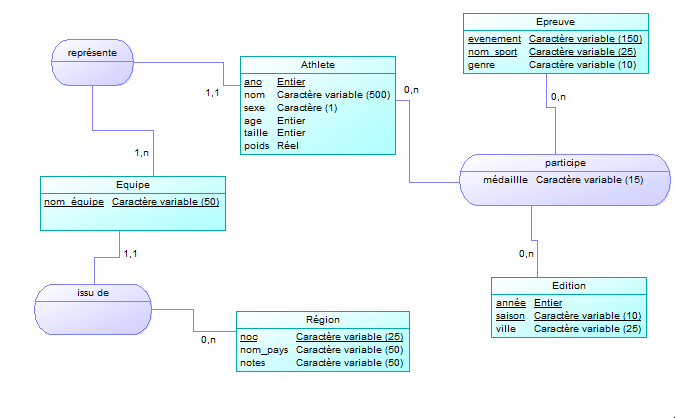 Epreuve
evenement Caractère variable (150)
nom_sport Caractère variable (25)
genre Caractère variable (10)
représente
Athlete
ano Entier
nom Caractère variable (500)
sexe Caractère (1)
age Entier
taille Entier
poids Réel
1,1
0,n
0,n
1,n
participe
médaillle Caractère variable (15)
Equipe
nom_équipe Caractère variable (50)
1,1
0,n
issu de
Edition
année Entier
saison Caractère variable (10)
ville Caractère variable (25)
Région
noc Caractère variable (25)
nom_pays Caractère variable (50)
notes Caractère variable (50)
0,n